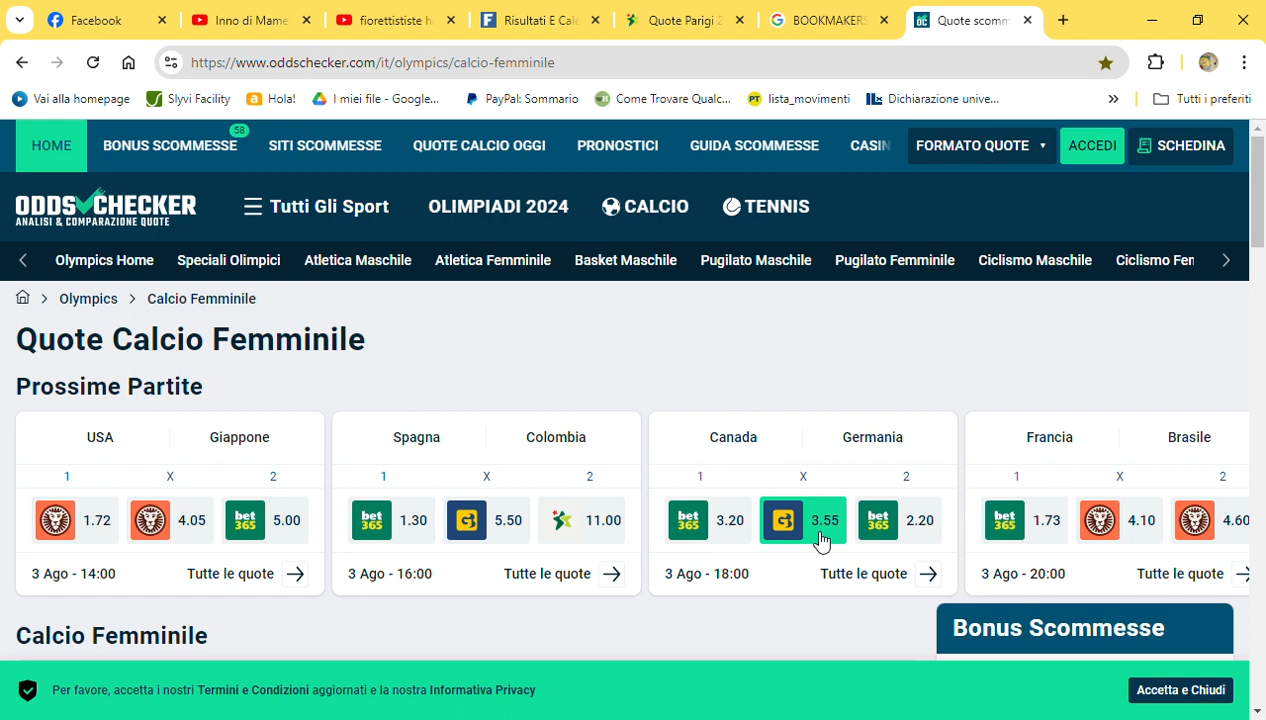 Facebook
Inno di Mame
fiorettistite h
Risultati E Cal
Quote Parigi 2
BOOKMAKERS
Quote scomm
https://www.oddschecker.com/it/olympics/calcio-femminile
Vai alla homepage
Slyvi Facility
Hola!
I miei file - Google...
PayPal: Sommario
Come Trovare Qualc...
lista_movimenti
Dichiarazione unive...
Tutti i preferiti
HOME
BONUS SCOMMESSE
58
SITI SCOMMESSE
QUOTE CALCIO OGGI
PRONOSTICI
GUIDA SCOMMESSE
CASIN
FORMATO QUOTE
ACCEDI
SCHEDINA
ODDSCHECKER
ANALISI & COMPARAZIONE QUOTE
Tutti Gli Sport
OLIMPIADI 2024
CALCIO
TENNIS
Olympics Home
Speciali Olimpici
Atletica Maschile
Atletica Femminile
Basket Maschile
Pugilato Maschile
Pugilato Femminile
Ciclismo Maschile
Ciclismo Fem
Olympics
Calcio Femminile
Quote Calcio Femminile
Prossime Partite
USA Giappone
1 X 2
1.72 4.05 bet365 5.00
3 Ago - 14:00 Tutte le quote
Spagna Colombia
1 X 2
bet365 1.30 5.50 11.00
3 Ago - 16:00 Tutte le quote
Canada Germania
1 X 2
bet365 3.20 3.55 bet365 2.20
3 Ago - 18:00 Tutte le quote
Francia Brasile
1 X 2
bet365 1.73 4.10 4.60
3 Ago - 20:00 Tutte le quote
Calcio Femminile
Bonus Scommesse
Per favore, accetta i nostri Termini e Condizioni aggiornati e la nostra Informativa Privacy
Accetta e Chiudi